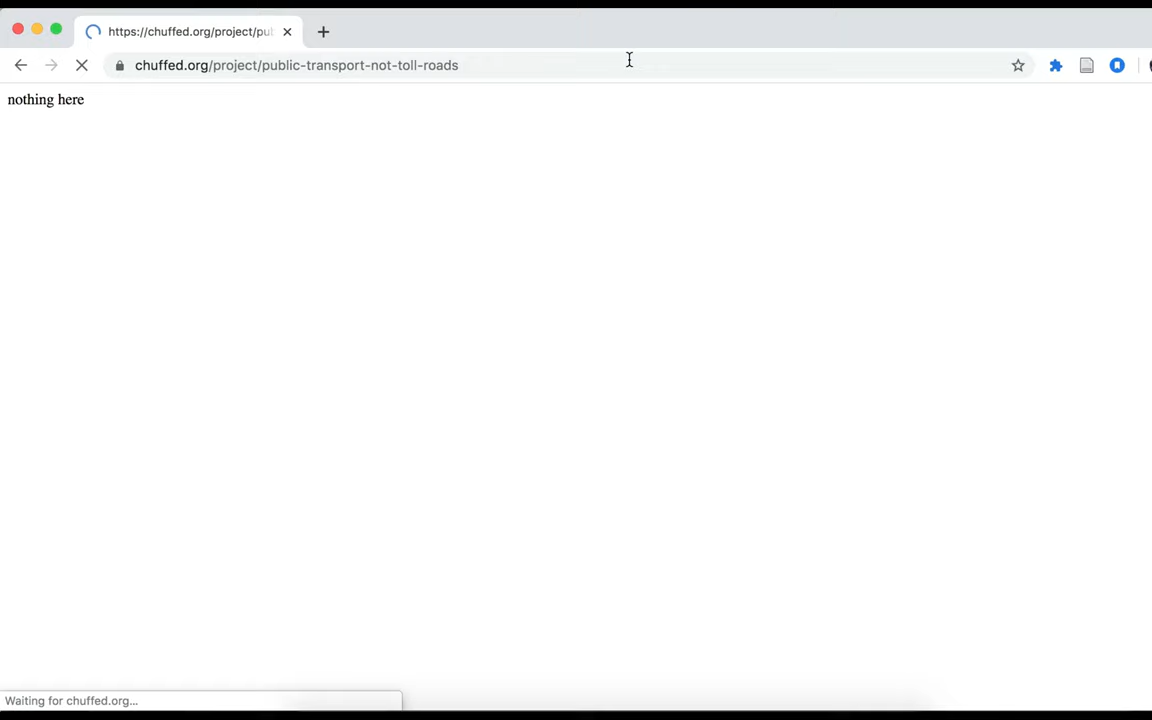 https://chuffed.org/project/pu
chuffed.org/project/public-transport-not-toll-roads
nothing here
Waiting for chuffed.org...